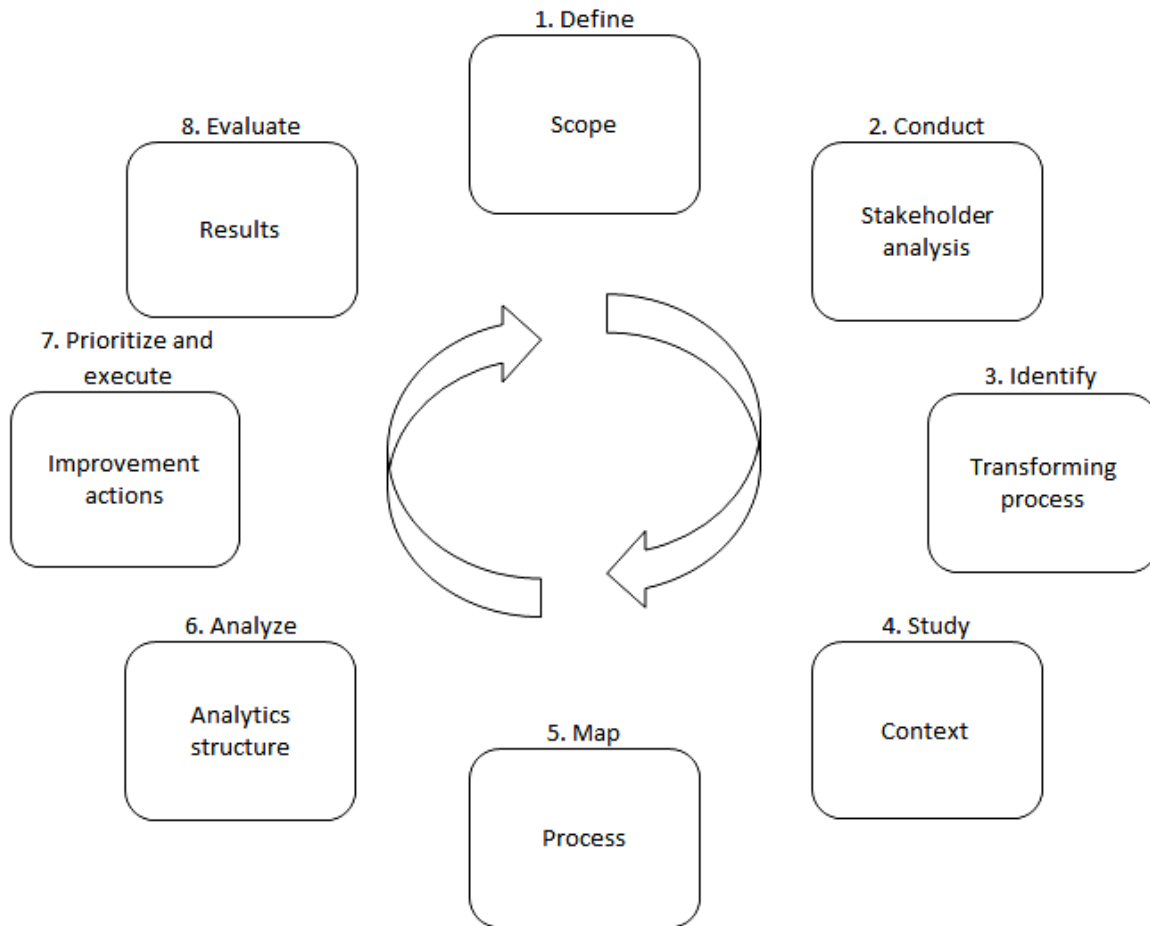 1. Define
Scope
2. Conduct
Stakeholder
analysis
3. Identify
Transforming
process
4. Study
Context
5. Map
Process
6. Analyze
Analytics
structure
7. Prioritize and
execute
Improvement
actions
8. Evaluate
Results